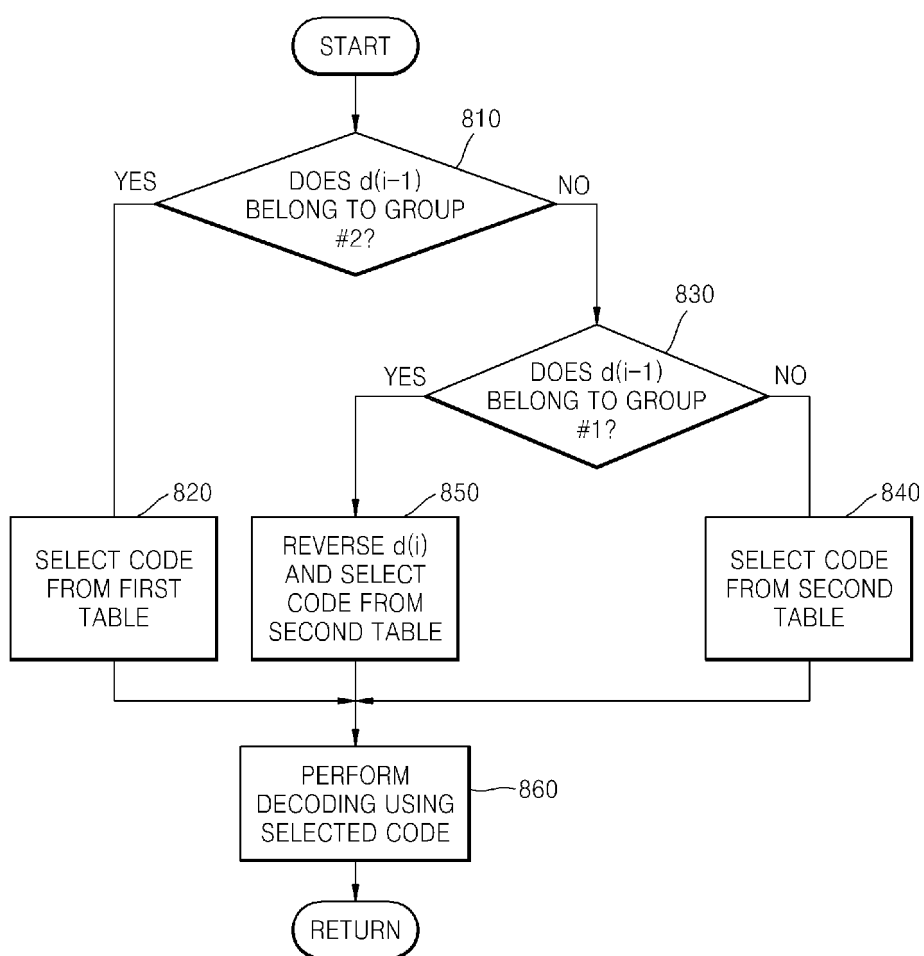 START
810
YES
DOES d(i-1)
BELONG TO GROUP
#2?
NO
830
YES
DOES d(i-1)
BELONG TO GROUP
#1?
NO
820
SELECT CODE
FROM FIRST
TABLE
850
REVERSE d(i)
AND SELECT
CODE FROM
SECOND TABLE
840
SELECT CODE
FROM SECOND
TABLE
PERFORM
DECODING USING
SELECTED CODE
860
RETURN